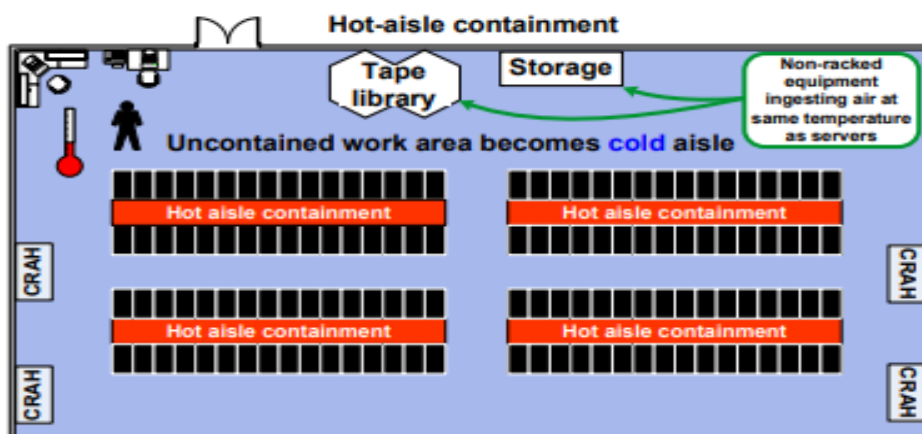 Hot-aisle containment
Tape
library
Storage
Non-racked
equipment
ingesting air at
same temperature
as servers
Uncontained work area becomes cold aisle
Hot aisle containment
Hot aisle containment
CRAH
CRAH
Hot aisle containment
Hot aisle containment
CRAH
CRAH